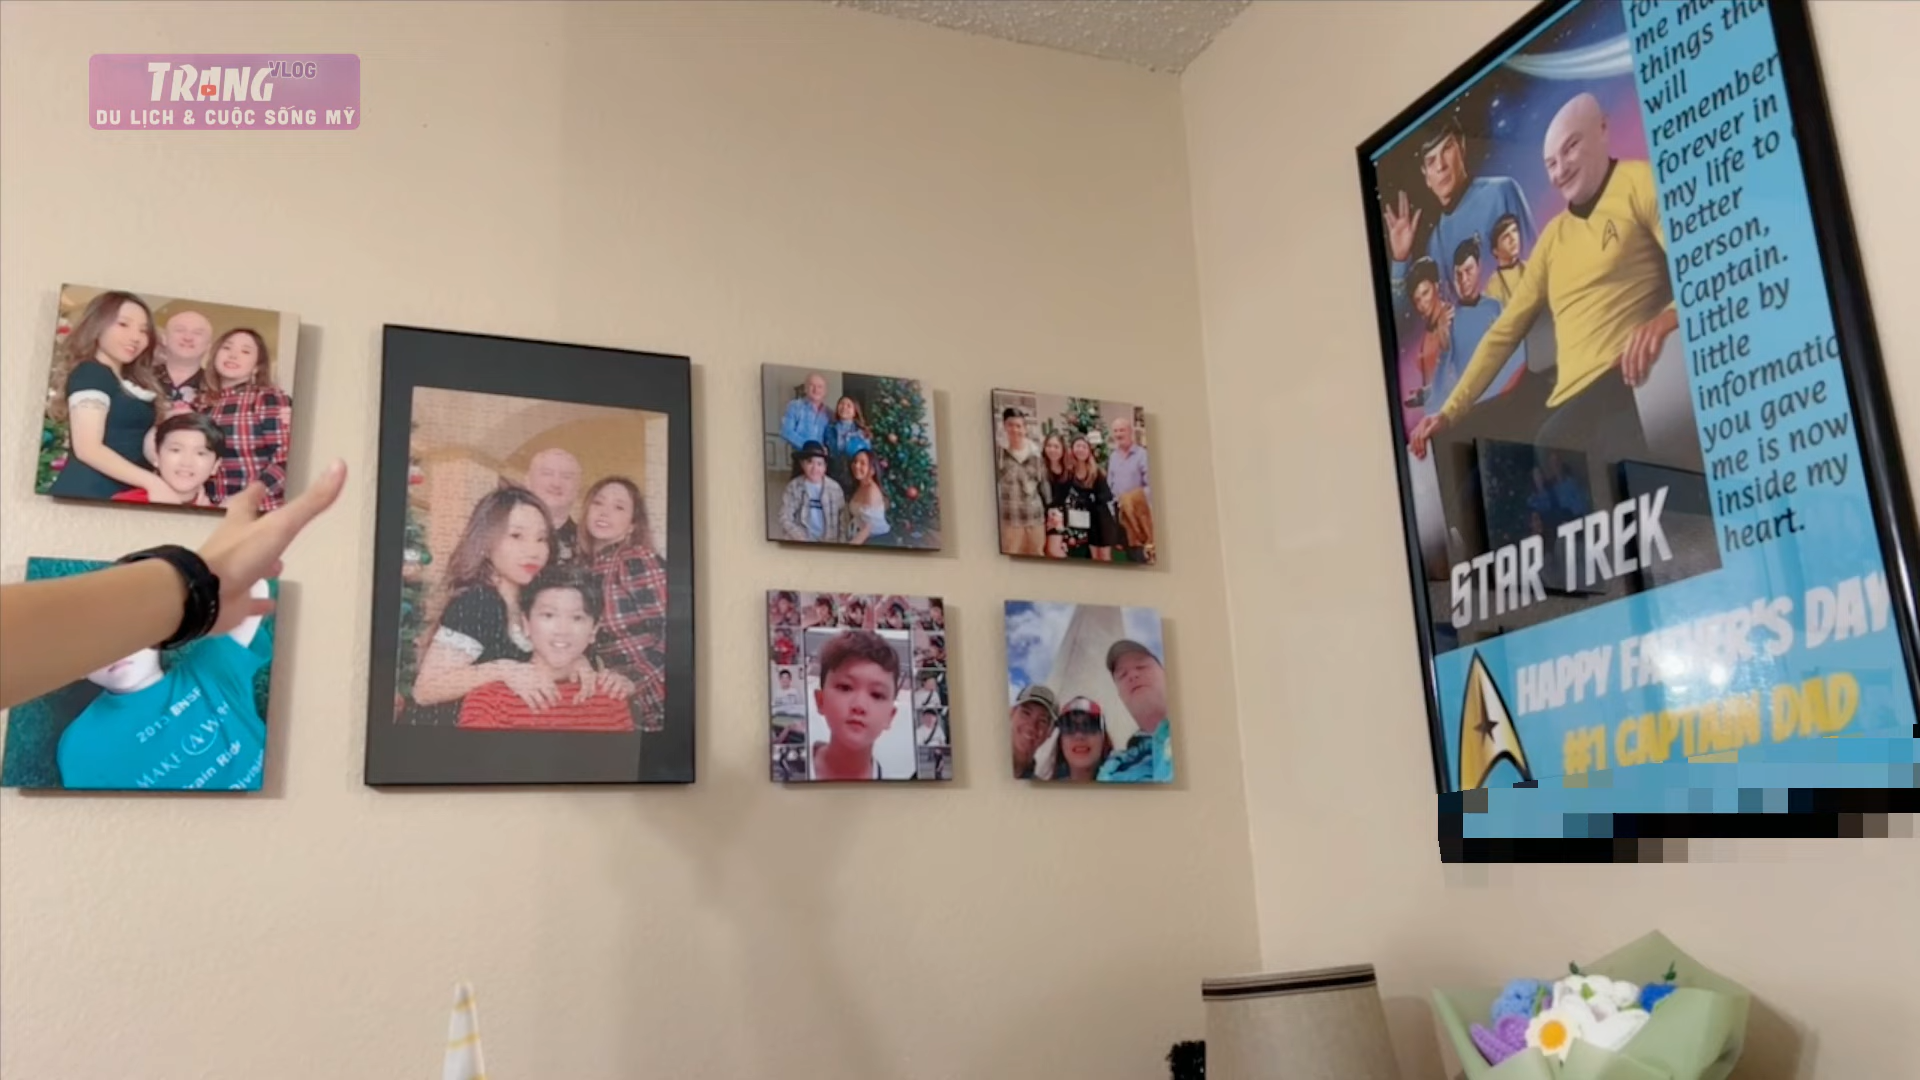 TRANG VLOG
DU LỊCH & CUỘC SỐNG MỸ
things
will
remember
forever in
my life to
better
person,
Captain.
Little by
little
you gave
me is now
inside my
heart.
STAR TREK
HAPPY FATHER'S DAY
#1 CAPTAIN DAD
MAKE A W